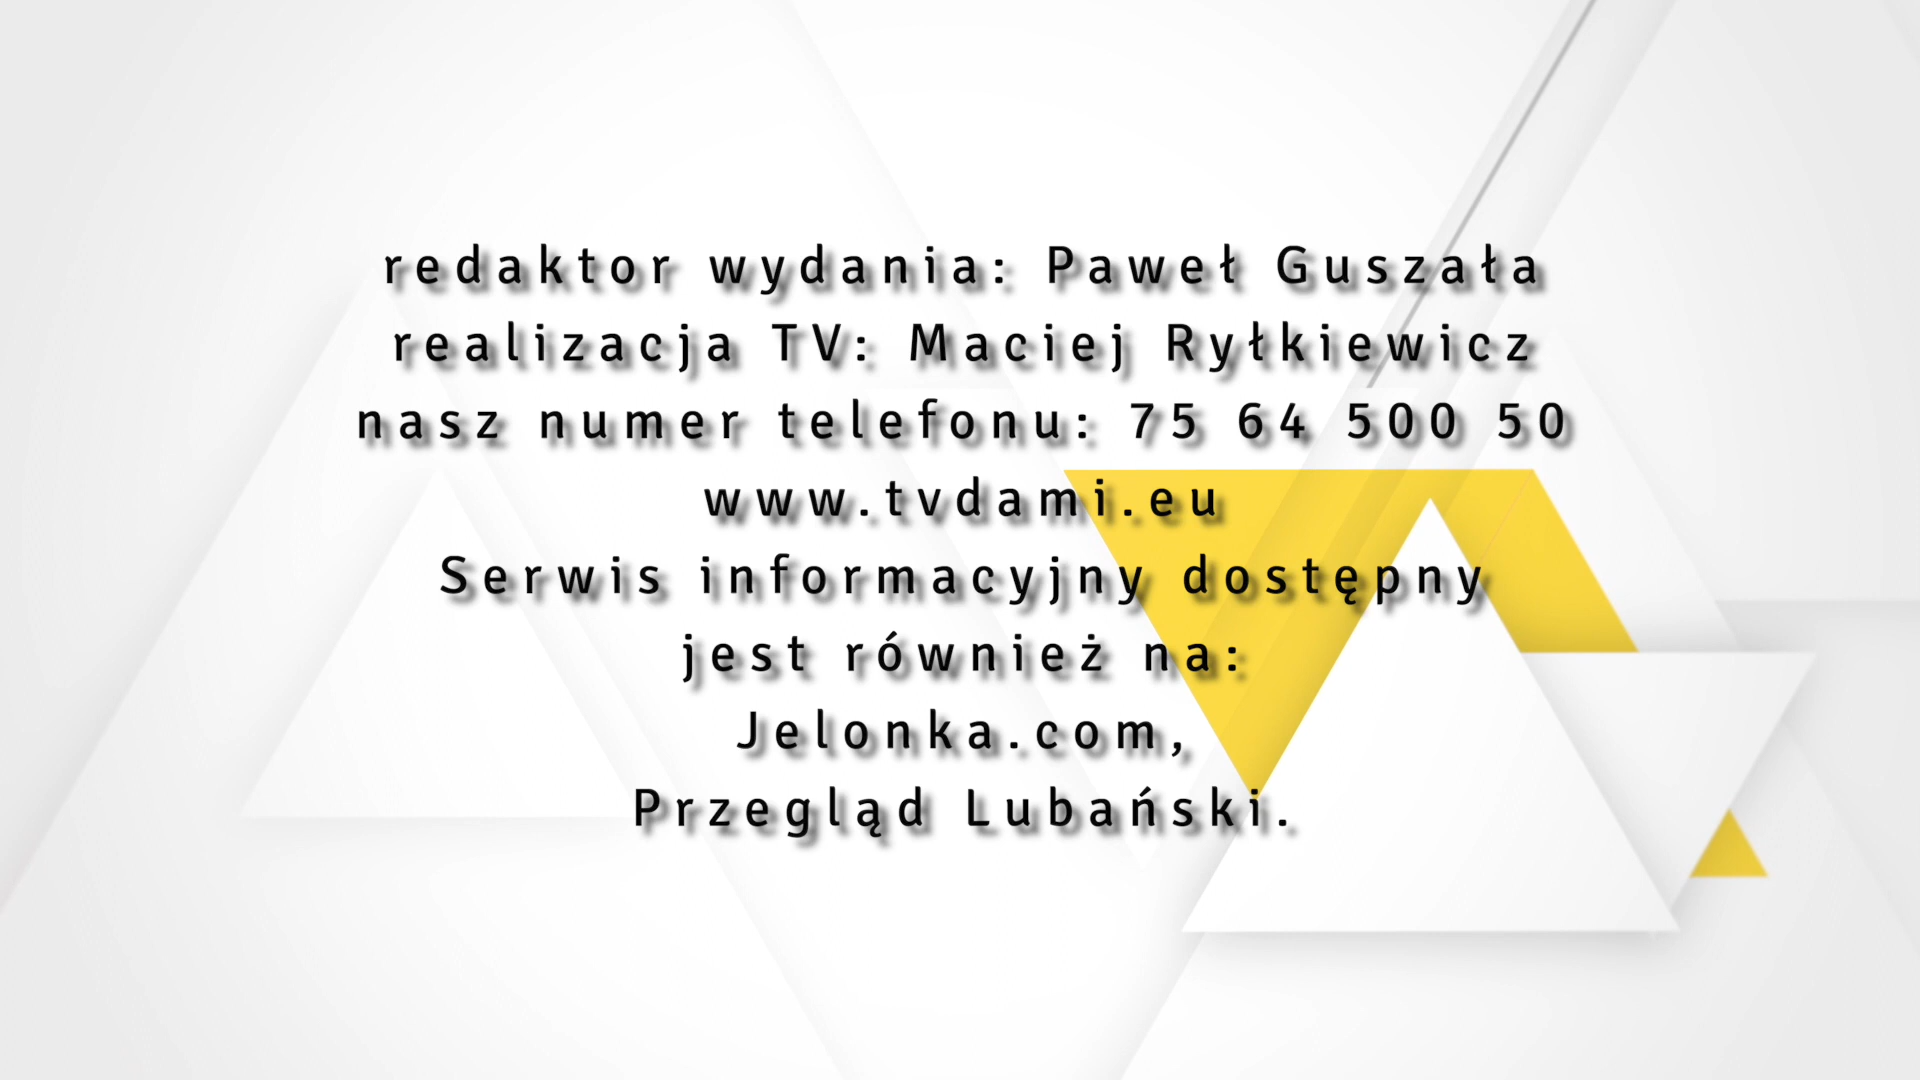 redaktor wydania: Paweł Guszała
realizacja TV: Maciej Ryłkiewicz
nasz numer telefonu: 75 64 500 50
www.tvdami.eu
Serwis informacyjny dostępny
jest również na:
Jelonka.com,
Przegląd Lubański.